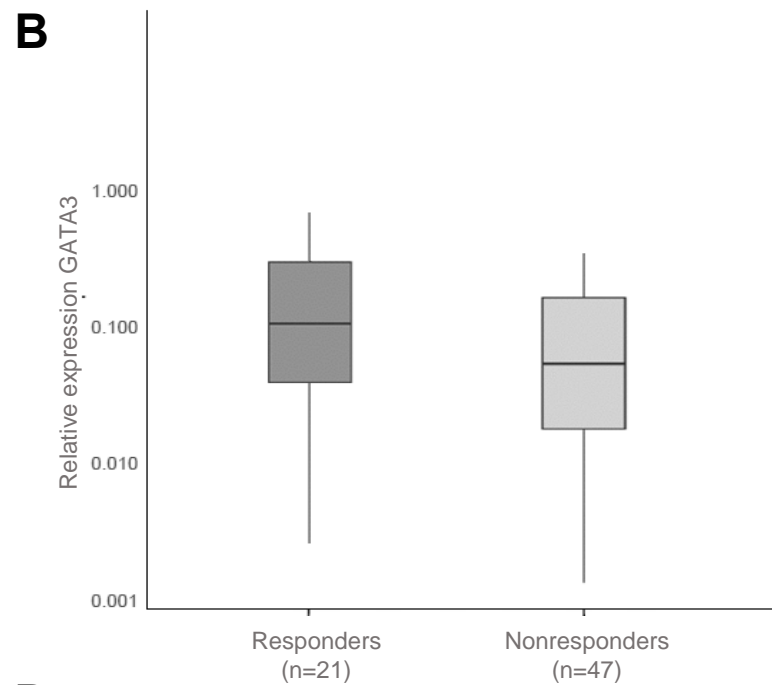 B
Relative expression GATA3
1.000
0.100
0.010
0.001
Responders
(n=21)
Nonresponders
(n=47)